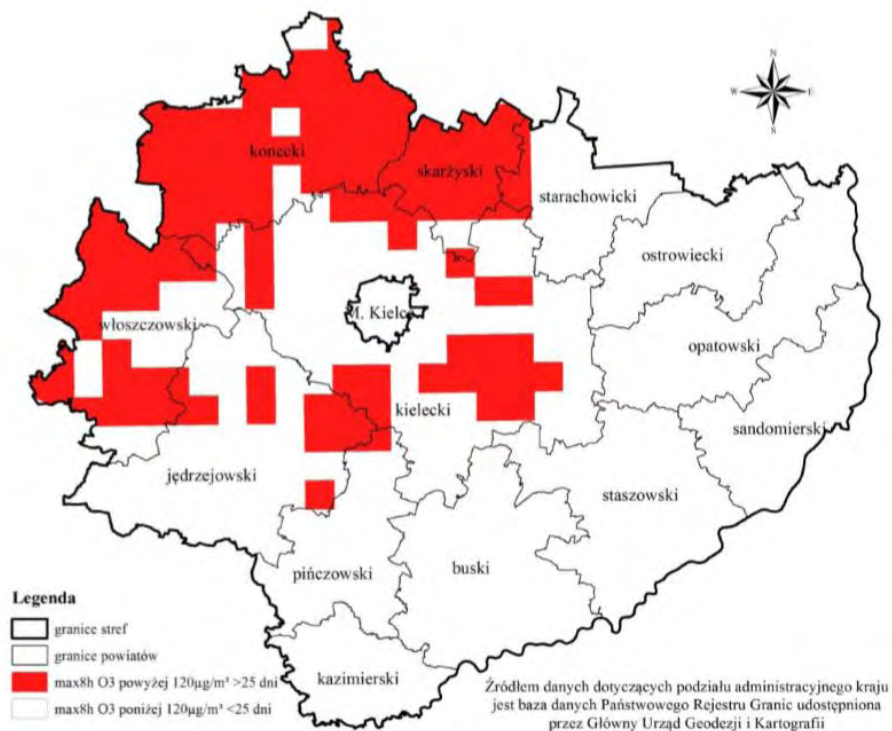 N
W
E
S
konecki
skarżyski
starachowicki
ostrowiecki
M. Kielce
włoszczowski
opatowski
kielecki
sandomierski
jędrzejowski
staszowski
pińczowski
buski
kazimierski
Legenda
granice stref
granice powiatów
max8h O3 powyżej 120µg/m³ >25 dni
max8h O3 poniżej 120µg/m³ <25 dni
Źródłem danych dotyczących podziału administracyjnego kraju
jest baza danych Państwowego Rejestru Granic udostępniona
przez Główny Urząd Geodezji i Kartografii